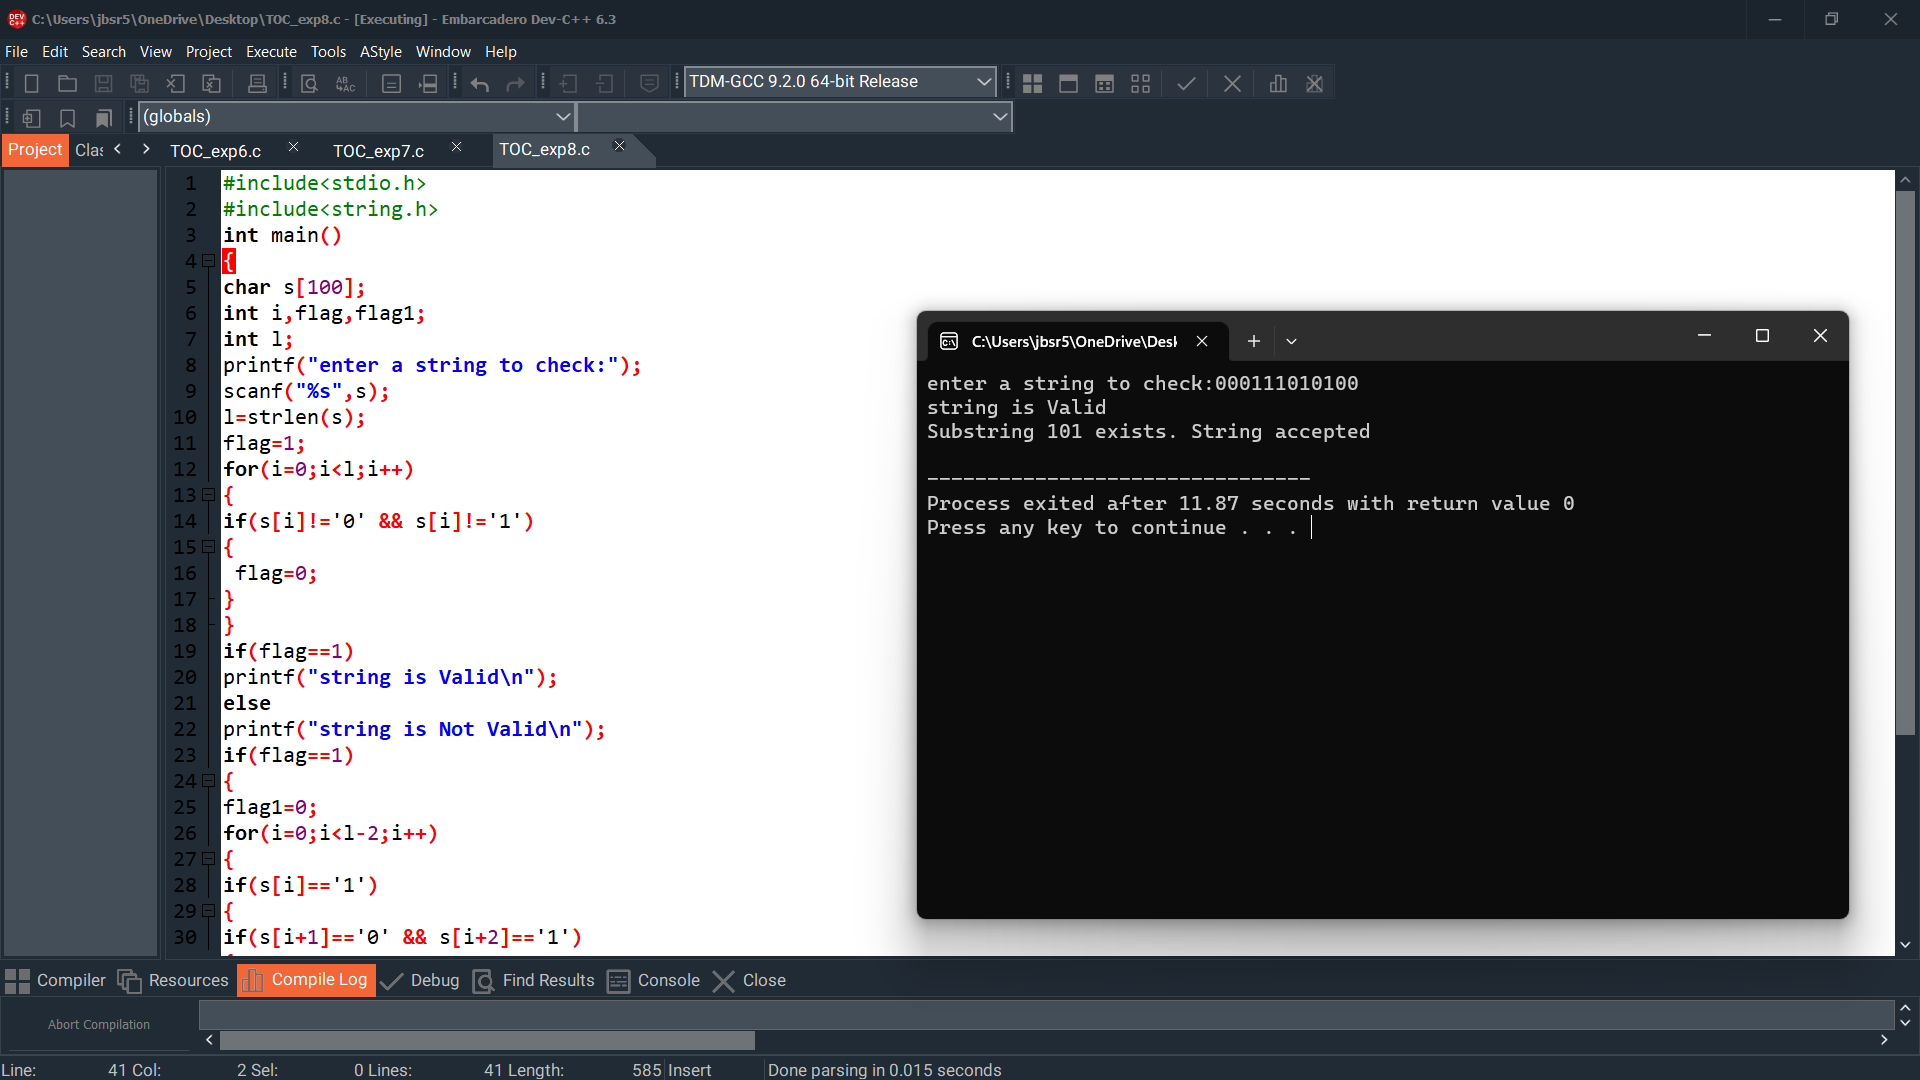 C:\Users\jbsr5\OneDrive\Desktop\TOC_exp8.c - [Executing] - Embarcadero Dev-C++ 6.3
File Edit Search View Project Execute Tools AStyle Window Help
TDM-GCC 9.2.0 64-bit Release
(globals)
Project Clas TOC_exp6.c TOC_exp7.c TOC_exp8.c
1 #include<stdio.h>
2 #include<string.h>
3 int main()
4 {
5 char s[100];
6 int i,flag,flag1;
7 int l;
8 printf("enter a string to check:");
9 scanf("%s",s);
10 l=strlen(s);
11 flag=1;
12 for(i=0;i<l;i++)
13 {
14 if(s[i]!='0' && s[i]!='1')
15 {
16 flag=0;
17 }
18 }
19 if(flag==1)
20 printf("string is Valid\n");
21 else
22 printf("string is Not Valid\n");
23 if(flag==1)
24 {
25 flag1=0;
26 for(i=0;i<l-2;i++)
27 {
28 if(s[i]=='1')
29 {
30 if(s[i+1]=='0' && s[i+2]=='1')
C:\Users\jbsr5\OneDrive\Desk
enter a string to check:000111010100
string is Valid
Substring 101 exists. String accepted
--------------------------------
Process exited after 11.87 seconds with return value 0
Press any key to continue . . .
Compiler Resources Compile Log Debug Find Results Console Close
Abort Compilation
Line: 41 Col: 2 Sel: 0 Lines: 41 Length: 585 Insert Done parsing in 0.015 seconds